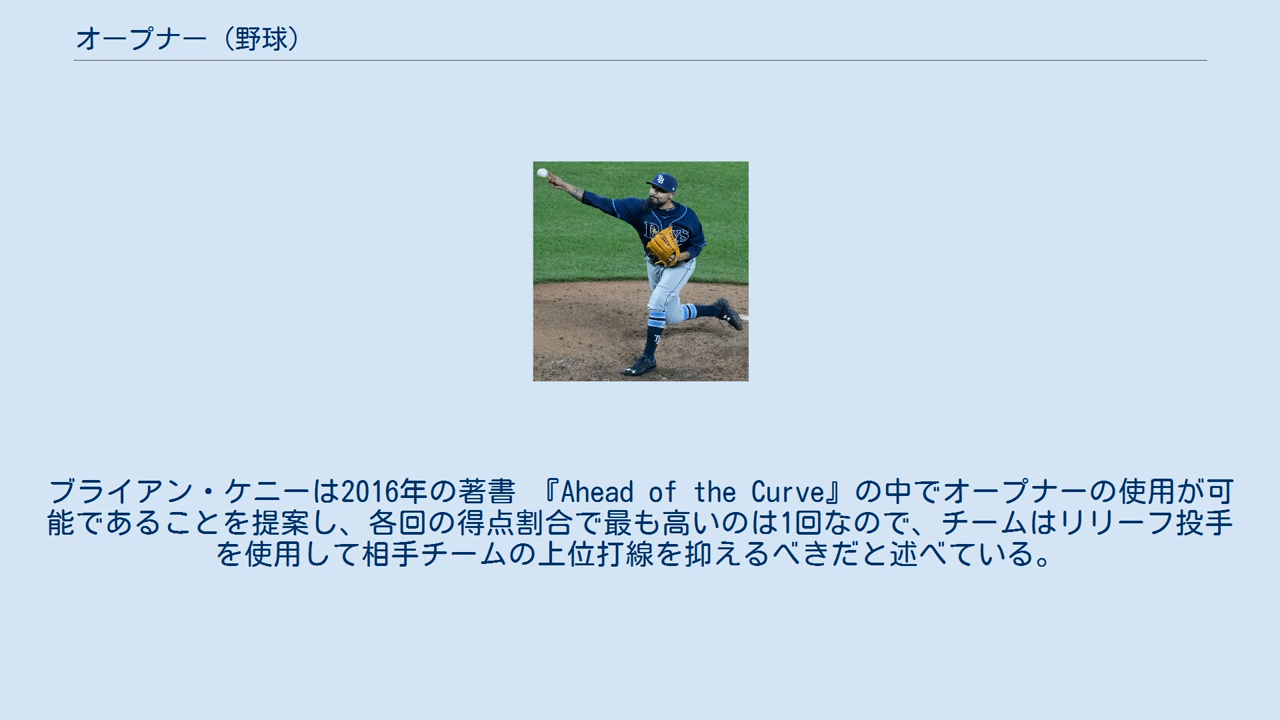 オープナー（野球）
Rays
ブライアン・ケニーは2016年の著書 『Ahead of the Curve』の中でオープナーの使用が可
能であることを提案し、各回の得点割合で最も高いのは1回なので、チームはリリーフ投手
を使用して相手チームの上位打線を抑えるべきだと述べている。